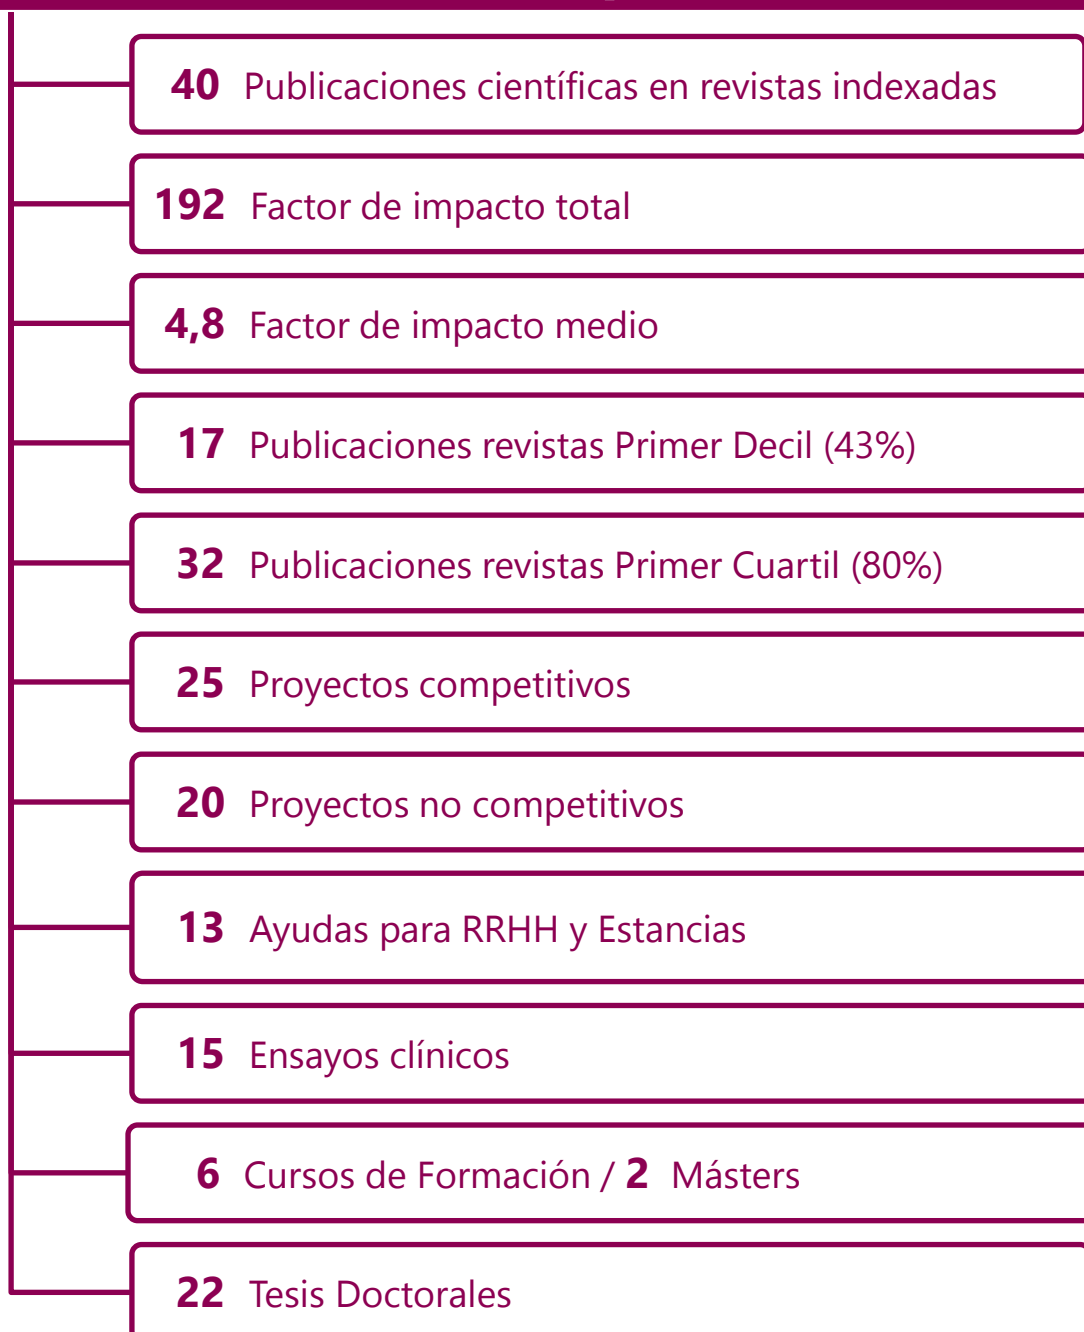 40 Publicaciones científicas en revistas indexadas
192 Factor de impacto total
4,8 Factor de impacto medio
17 Publicaciones revistas Primer Decil (43%)
32 Publicaciones revistas Primer Cuartil (80%)
25 Proyectos competitivos
20 Proyectos no competitivos
13 Ayudas para RRHH y Estancias
15 Ensayos clínicos
6 Cursos de Formación / 2 Másters
22 Tesis Doctorales